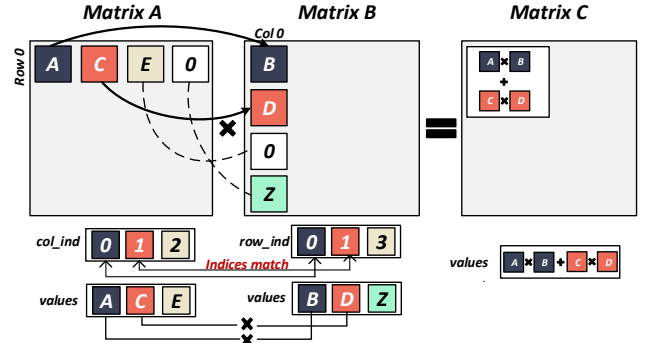 Matrix A
Matrix B
Matrix C
Col 0
Row 0
A C E 0
B
D
0
Z
×
=
A × B
+
C × D
col_ind 0 1 2
row_ind 0 1 3
Indices match
values A × B + C × D
values A C E
values B D Z
×
×